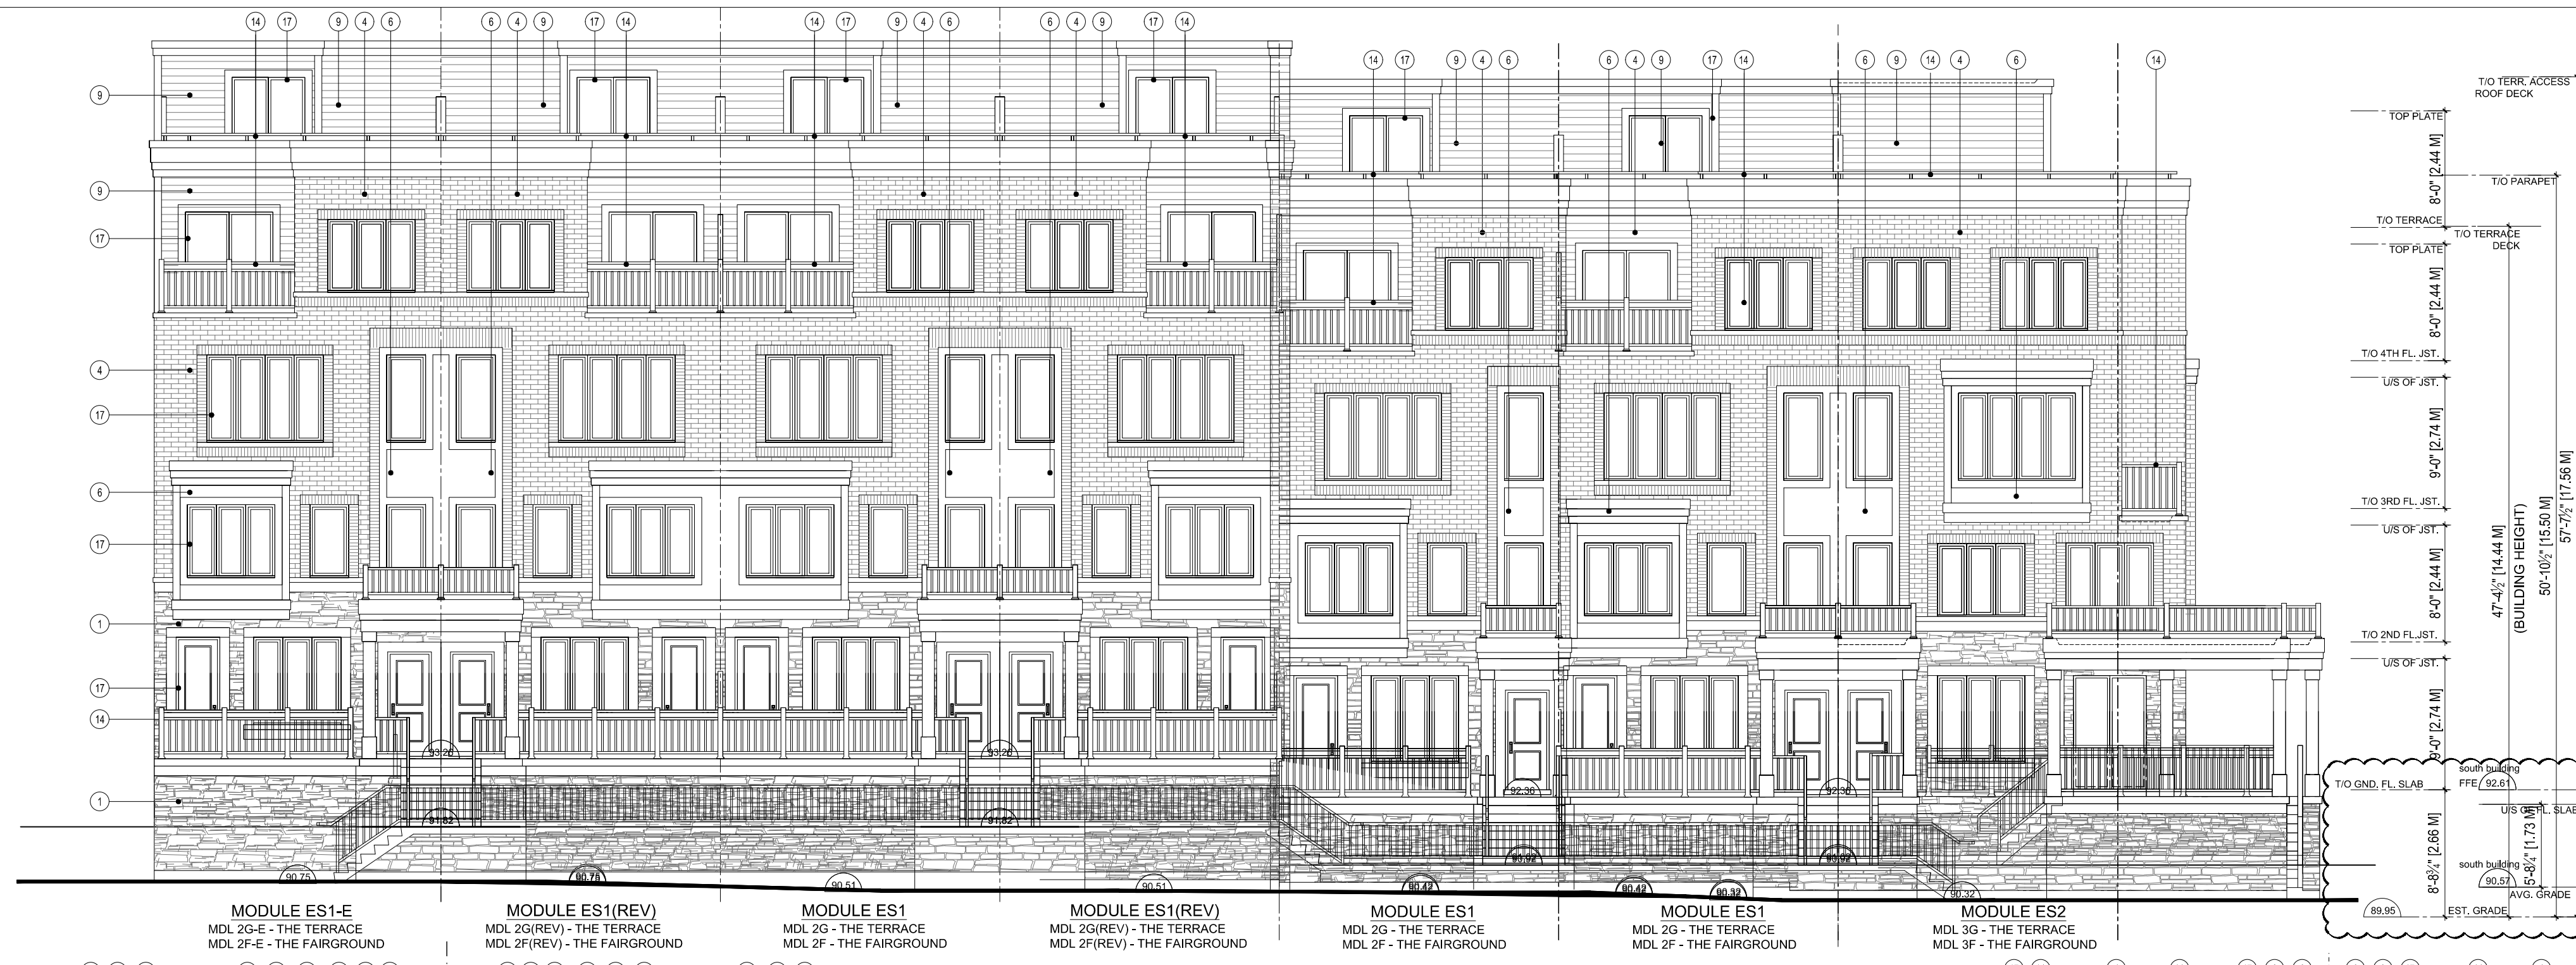 14 17 9 4 6 6 4 9 17 14 14 17 9 4 6 6 4 9 17 14
14 17 9 4 6 6 4 9 17 14 6 9 14 4 6 14
9
9
17
4
17
6
17
1
17
14
1
T/O TERR. ACCESS
ROOF DECK
TOP PLATE
8'-0" [2.44 M]
T/O PARAPET
T/O TERRACE
T/O TERRACE
DECK
TOP PLATE
8'-0" [2.44 M]
T/O 4TH FL. JST.
U/S OF JST.
9'-0" [2.74 M]
T/O 3RD FL. JST.
U/S OF JST.
8'-0" [2.44 M]
T/O 2ND FL.JST.
U/S OF JST.
9'-0" [2.74 M]
47'-4½" [14.44 M]
(BUILDING HEIGHT)
50'-10½" [15.50 M]
57'-7½" [17.56 M]
south building
T/O GND. FL. SLAB
FFE 92.61
8'-8¾" [2.66 M]
5'-8¼" [1.73 M]
south building
90.57
AVG. GRADE
89.95
EST. GRADE
93.26 93.26
92.36 92.36
91.82 91.82
90.92 90.92
90.75 90.75 90.51 90.51 90.42 90.42 90.32 90.32
MODULE ES1-E
MDL 2G-E - THE TERRACE
MDL 2F-E - THE FAIRGROUND
MODULE ES1(REV)
MDL 2G(REV) - THE TERRACE
MDL 2F(REV) - THE FAIRGROUND
MODULE ES1
MDL 2G - THE TERRACE
MDL 2F - THE FAIRGROUND
MODULE ES1(REV)
MDL 2G(REV) - THE TERRACE
MDL 2F(REV) - THE FAIRGROUND
MODULE ES1
MDL 2G - THE TERRACE
MDL 2F - THE FAIRGROUND
MODULE ES1
MDL 2G - THE TERRACE
MDL 2F - THE FAIRGROUND
MODULE ES2
MDL 3G - THE TERRACE
MDL 3F - THE FAIRGROUND